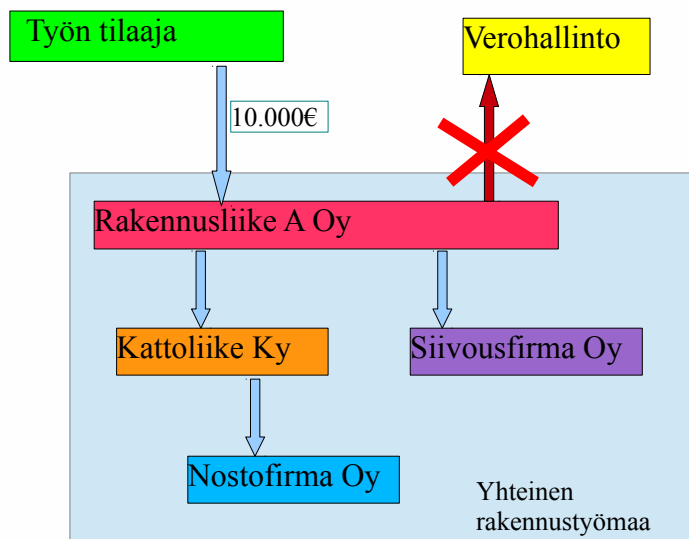 Työn tilaaja
Verohallinto
10.000€
Rakennusliike A Oy
Kattoliike Ky
Siivousfirma Oy
Nostofirma Oy
Yhteinen
rakennustyömaa